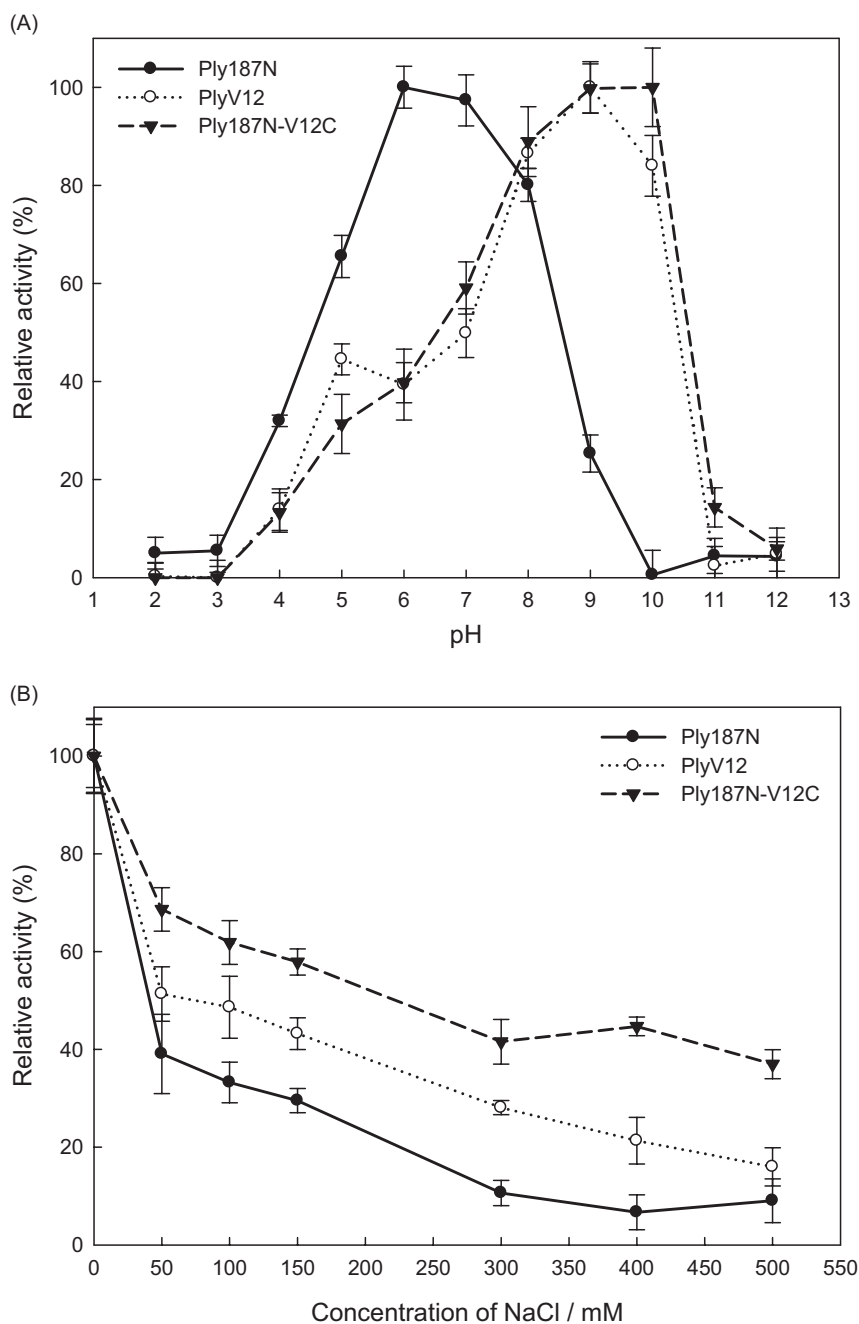 (A)
Ply187N
PlyV12
Ply187N-V12C
100
80
60
40
20
0
Relative activity (%)
1 2 3 4 5 6 7 8 9 10 11 12 13
pH
(B)
Ply187N
PlyV12
Ply187N-V12C
100
80
60
40
20
0
Relative activity (%)
0 50 100 150 200 250 300 350 400 450 500 550
Concentration of NaCl / mM